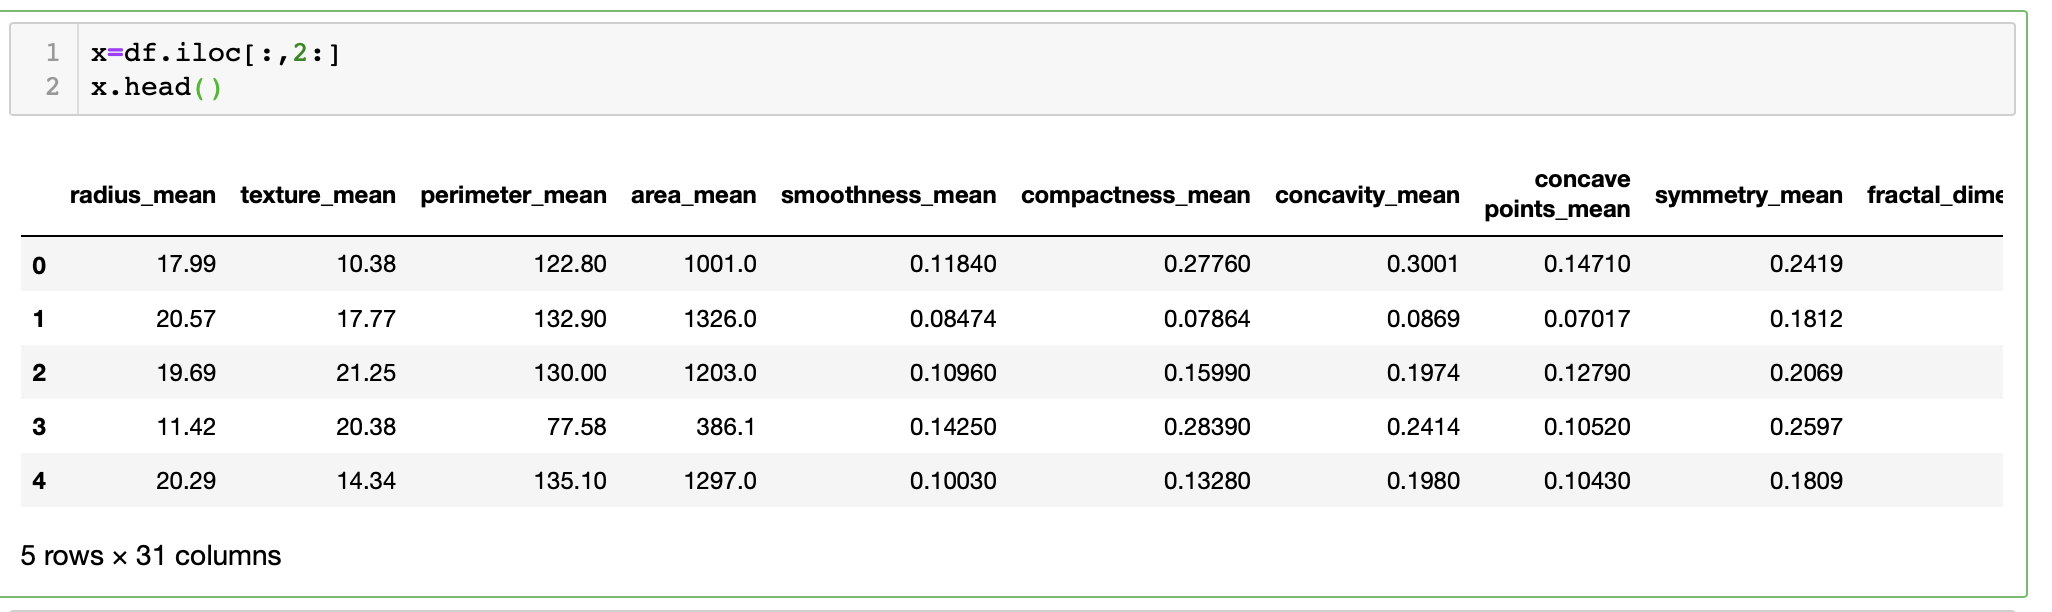 1 x=df.iloc[:,2:]
2 x.head()
radius_mean texture_mean perimeter_mean area_mean smoothness_mean compactness_mean concavity_mean concave points_mean symmetry_mean fractal_dime
0 17.99 10.38 122.80 1001.0 0.11840 0.27760 0.3001 0.14710 0.2419
1 20.57 17.77 132.90 1326.0 0.08474 0.07864 0.0869 0.07017 0.1812
2 19.69 21.25 130.00 1203.0 0.10960 0.15990 0.1974 0.12790 0.2069
3 11.42 20.38 77.58 386.1 0.14250 0.28390 0.2414 0.10520 0.2597
4 20.29 14.34 135.10 1297.0 0.10030 0.13280 0.1980 0.10430 0.1809
5 rows × 31 columns